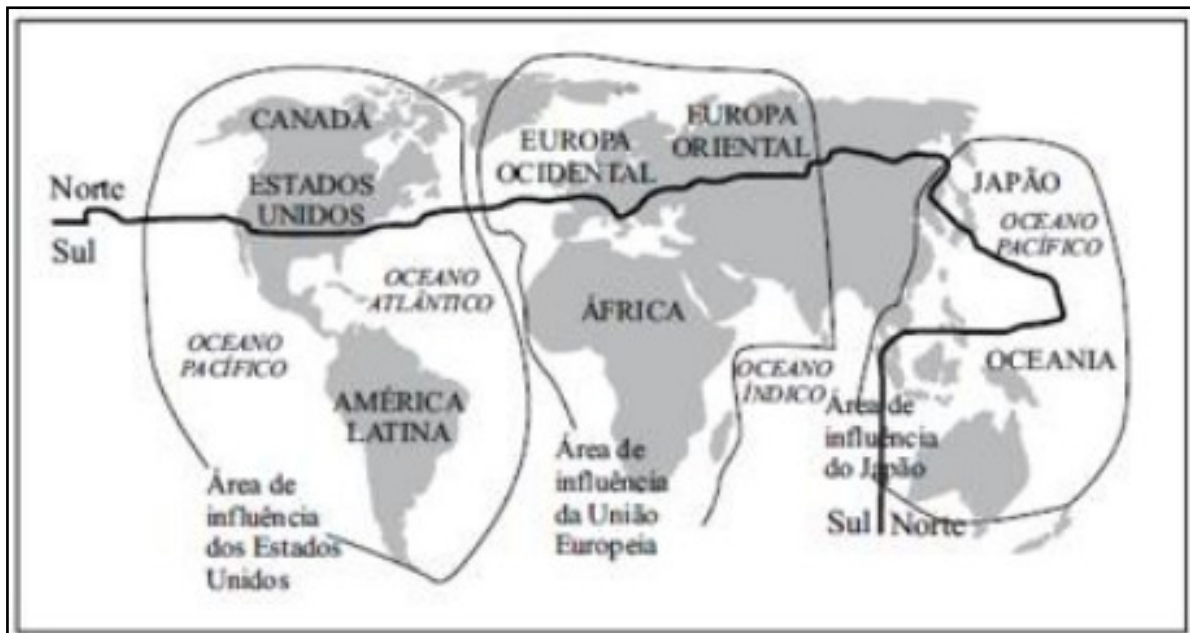 CANADÁ
ESTADOS
UNIDOS
Norte
Sul
EUROPA
OCIDENTAL
EUROPA
ORIENTAL
JAPÃO
OCEANO
PACÍFICO
OCEANO
ATLÂNTICO
OCEANO
PACÍFICO
ÁFRICA
AMÉRICA
LATINA
OCEANO
ÍNDICO
OCEANIA
Área de
influência
dos Estados
Unidos
Área de
influência
da União
Europeia
Área de
influência
do Japão
Sul
Norte